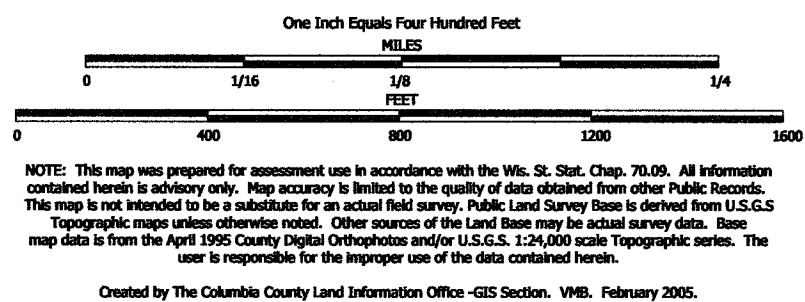 One Inch Equals Four Hundred Feet
MILES
0 1/16 1/8 1/4
FEET
0 400 800 1200 1600
NOTE: This map was prepared for assessment use in accordance with the Wis. St. Stat. Chap. 70.09. All information
contained herein is advisory only. Map accuracy is limited to the quality of data obtained from other Public Records.
This map is not intended to be a substitute for an actual field survey. Public Land Survey Base is derived from U.S.G.S
Topographic maps unless otherwise noted. Other sources of the Land Base may be actual survey data. Base
map data is from the April 1995 County Digital Orthophotos and/or U.S.G.S. 1:24,000 scale Topographic series. The
user is responsible for the improper use of the data contained herein.
Created by The Columbia County Land Information Office -GIS Section. VMB. February 2005.